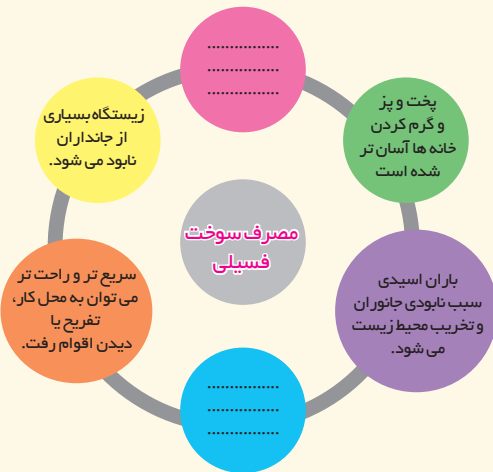 ................
................
................
پخت و پز
و گرم کردن
خانه ها آسان تر
شده است
زیستگاه بسیاری
از جانداران
نابود می شود.
مصرف سوخت
فسیلی
باران اسیدی
سبب نابودی جانوران
و تخریب محیط زیست
می شود.
سریع تر و راحت تر
می توان به محل کار،
تفریح یا
دیدن اقوام رفت.
................
................
................